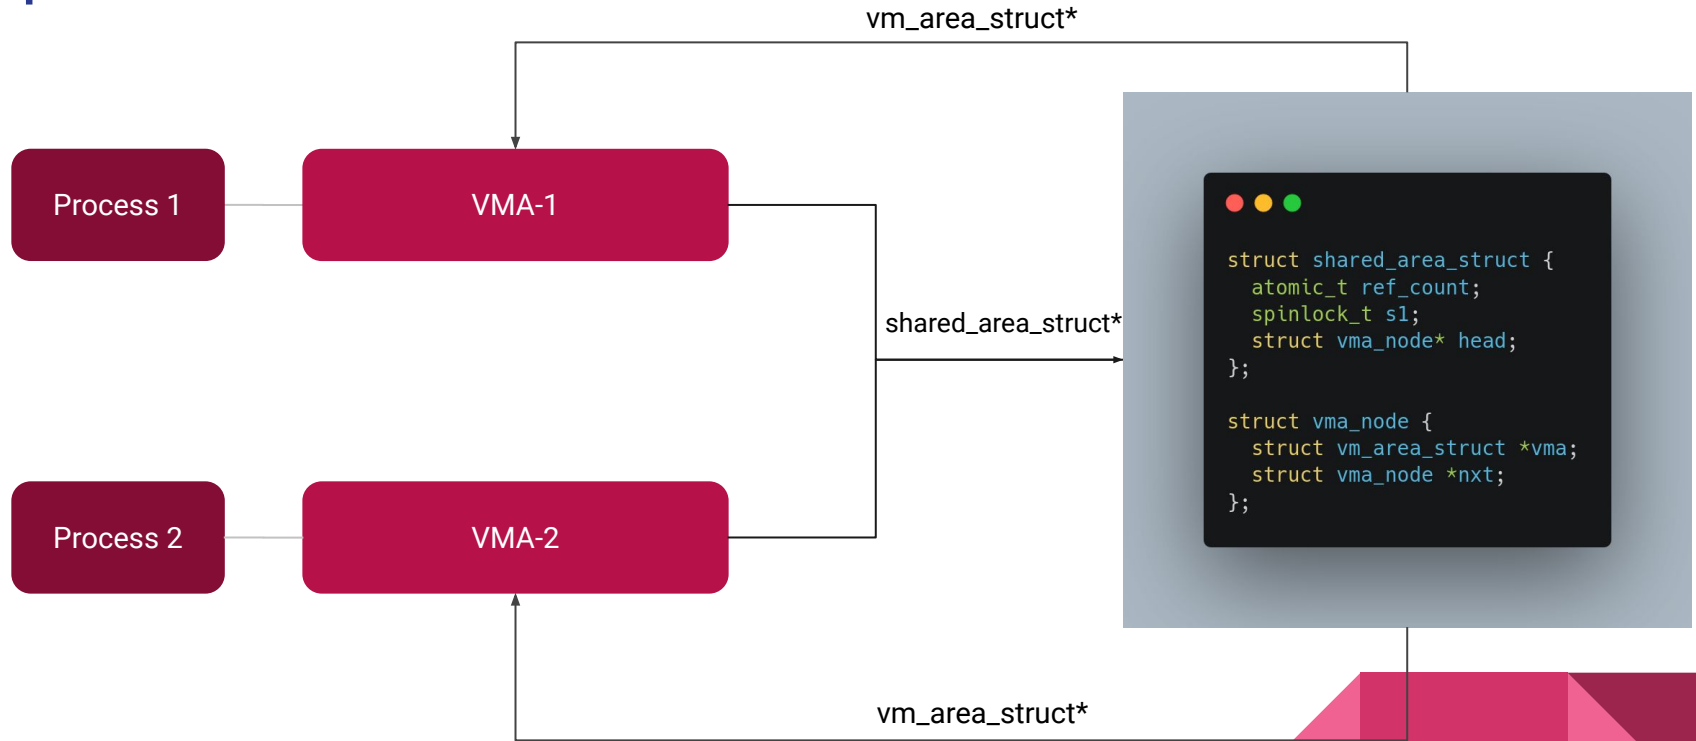 vm_area_struct*
Process 1
VMA-1
shared_area_struct*
struct shared_area_struct {
  atomic_t ref_count;
  spinlock_t s1;
  struct vma_node* head;
};
struct vma_node {
  struct vm_area_struct *vma;
  struct vma_node *nxt;
};
Process 2
VMA-2
vm_area_struct*